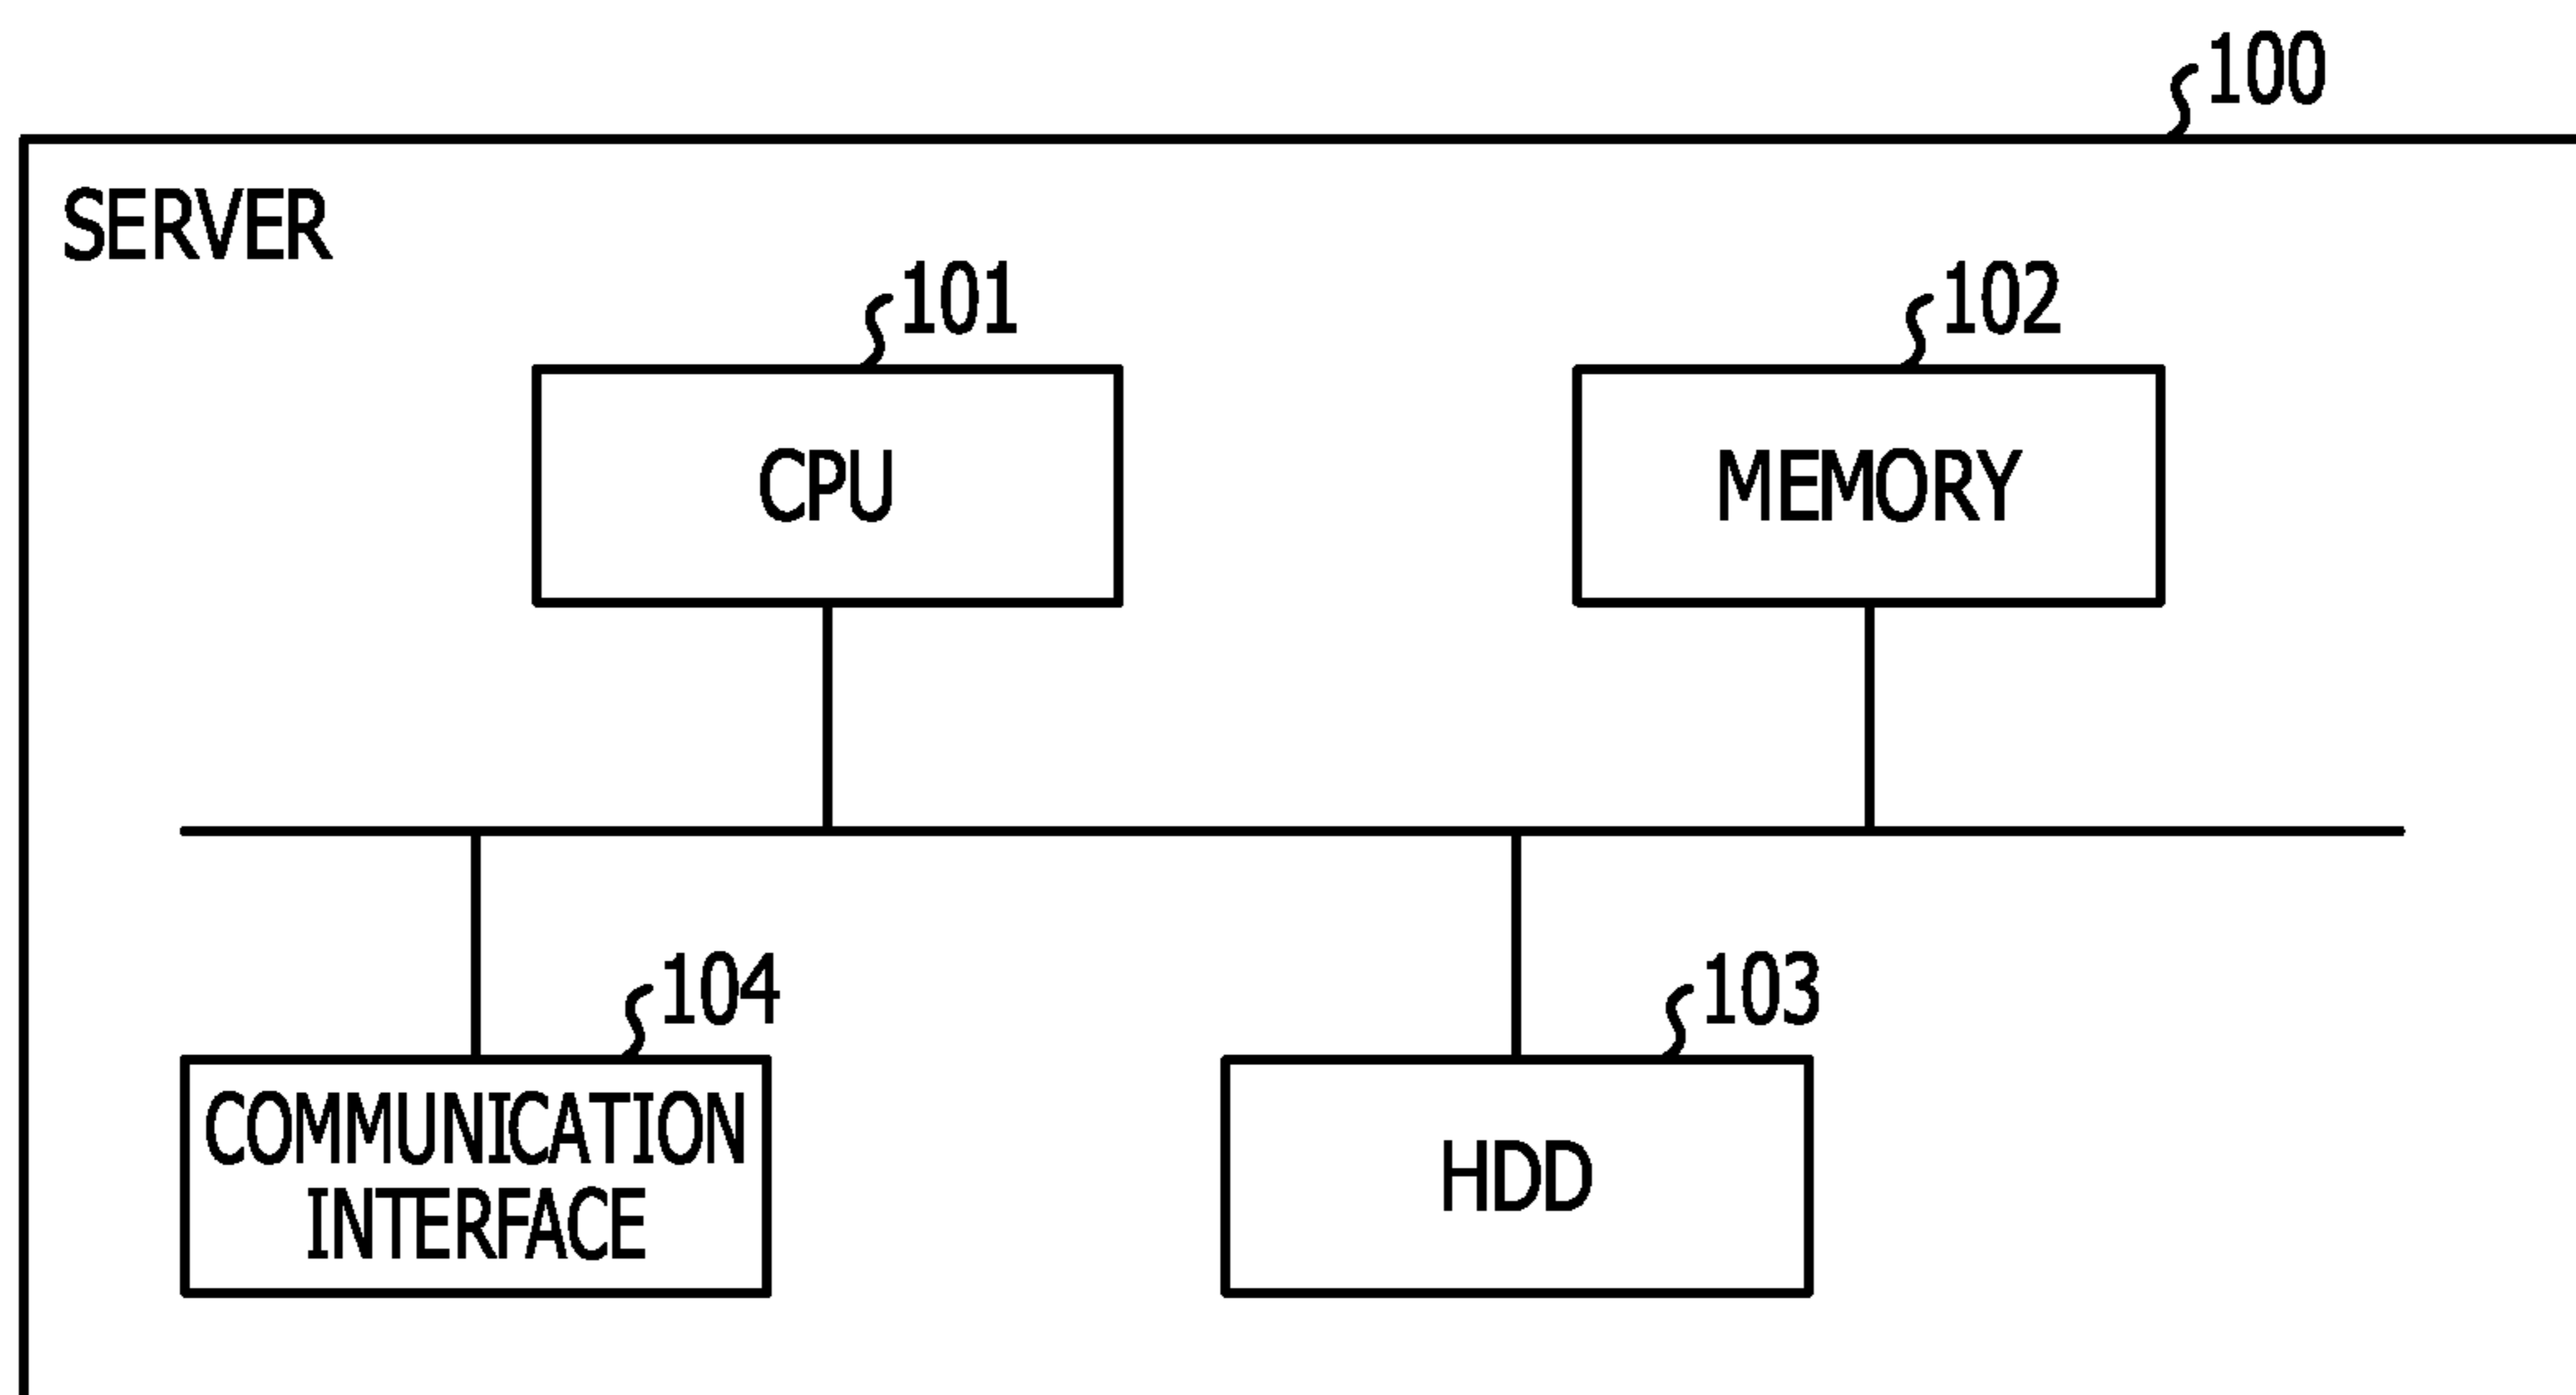 100
SERVER
101
102
CPU
MEMORY
104
103
COMMUNICATION
INTERFACE
HDD